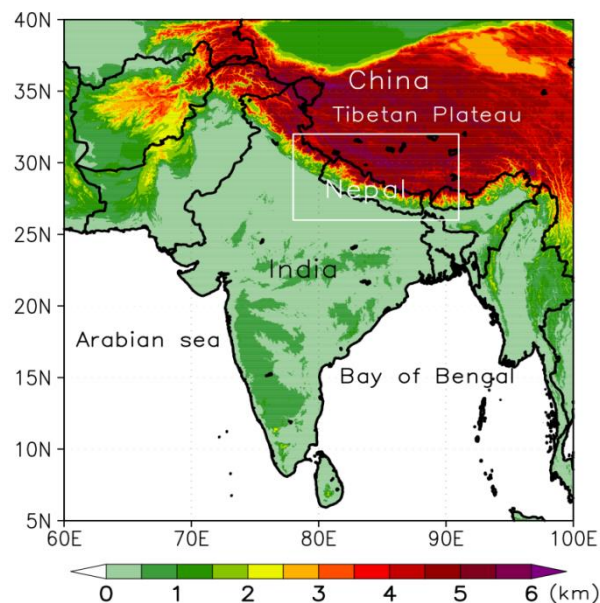 40N
35N
30N
25N
20N
15N
10N
5N
China
Tibetan Plateau
Nepal
India
Arabian sea
Bay of Bengal
60E 70E 80E 90E 100E
0 1 2 3 4 5 6 (km)